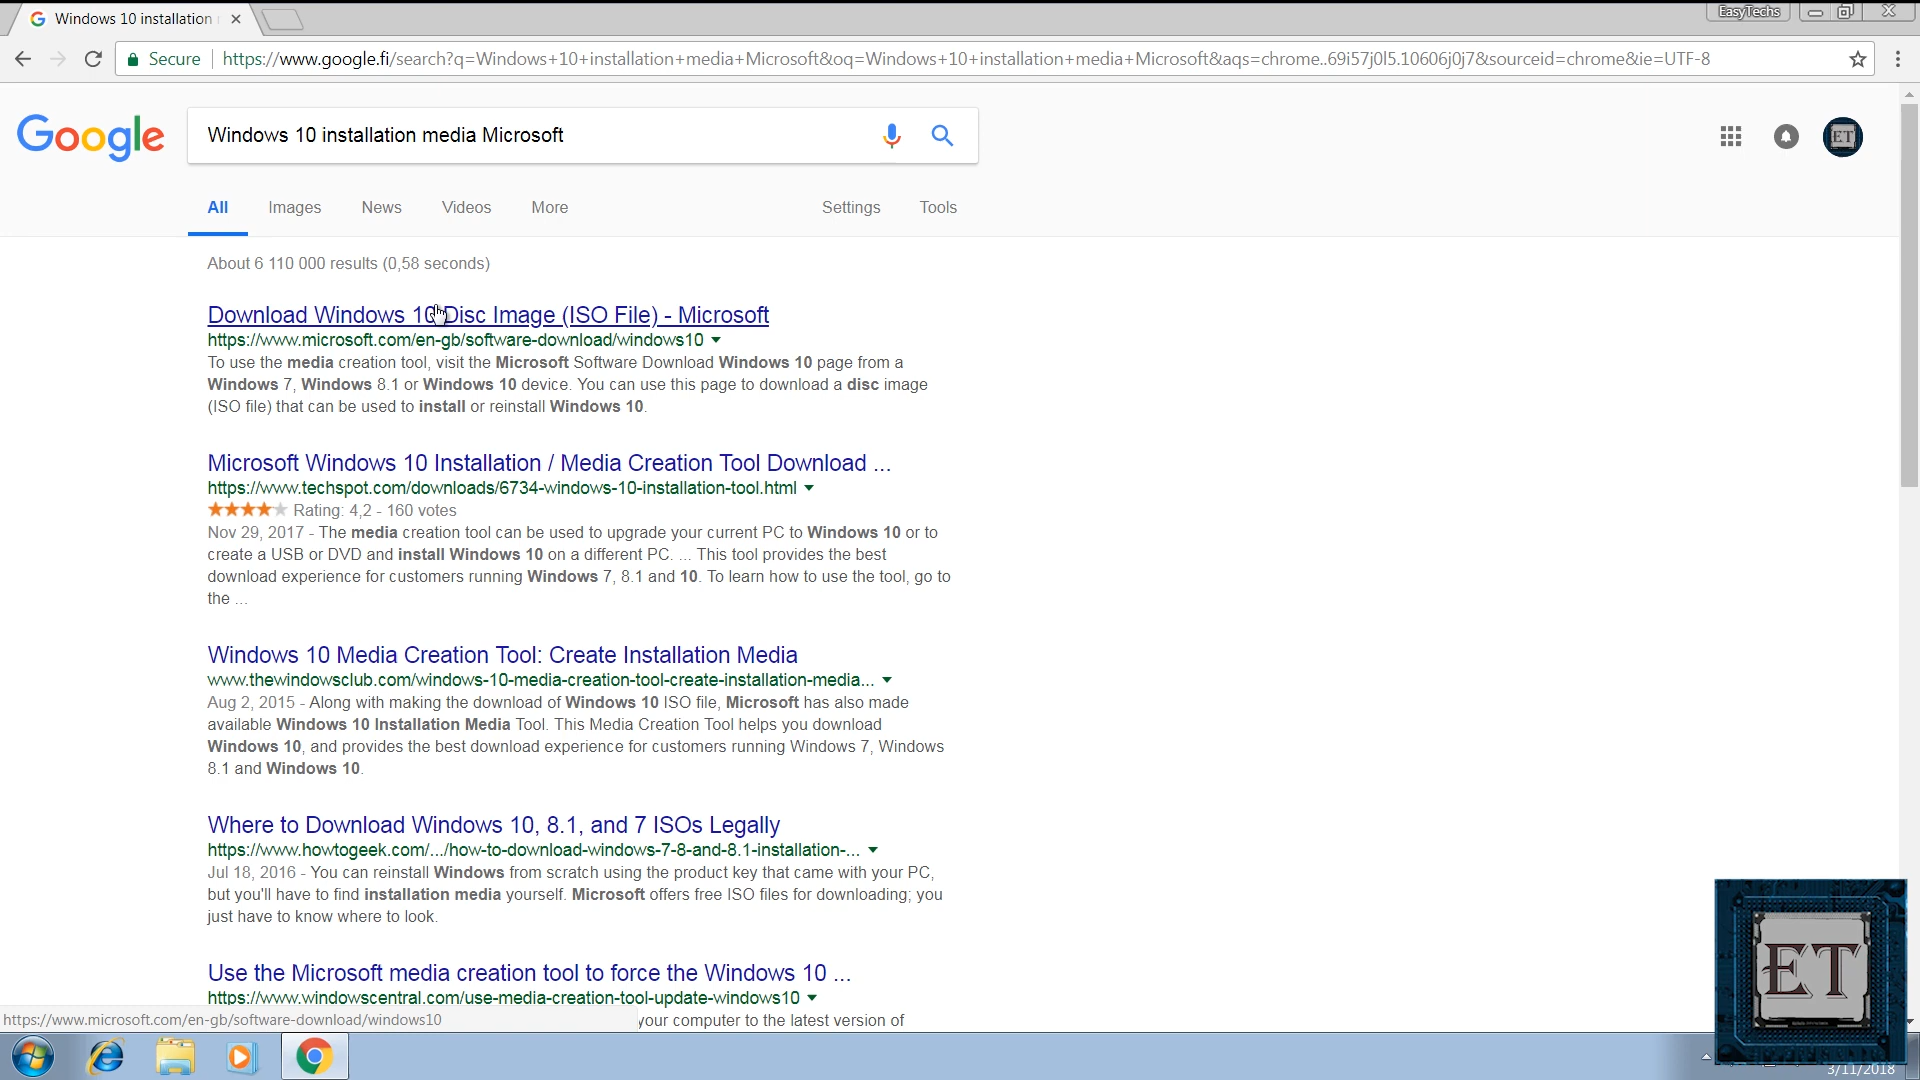 Windows 10 installation
EasyTechs
Secure
https://www.google.fi/search?q=Windows+10+installation+media+Microsoft&oq=Windows+10+installation+media+Microsoft&aqs=chrome..69i57j0l5.10606j0j7&sourceid=chrome&ie=UTF-8
Google
Windows 10 installation media Microsoft
ET
All Images News Videos More Settings Tools
About 6 110 000 results (0,58 seconds)
Download Windows 10 Disc Image (ISO File) - Microsoft
https://www.microsoft.com/en-gb/software-download/windows10
To use the media creation tool, visit the Microsoft Software Download Windows 10 page from a
Windows 7, Windows 8.1 or Windows 10 device. You can use this page to download a disc image
(ISO file) that can be used to install or reinstall Windows 10.
Microsoft Windows 10 Installation / Media Creation Tool Download ...
https://www.techspot.com/downloads/6734-windows-10-installation-tool.html
Rating: 4,2 - 160 votes
Nov 29, 2017 - The media creation tool can be used to upgrade your current PC to Windows 10 or to
create a USB or DVD and install Windows 10 on a different PC. ... This tool provides the best
download experience for customers running Windows 7, 8.1 and 10. To learn how to use the tool, go to
the ...
Windows 10 Media Creation Tool: Create Installation Media
www.thewindowsclub.com/windows-10-media-creation-tool-create-installation-media...
Aug 2, 2015 - Along with making the download of Windows 10 ISO file, Microsoft has also made
available Windows 10 Installation Media Tool. This Media Creation Tool helps you download
Windows 10, and provides the best download experience for customers running Windows 7, Windows
8.1 and Windows 10.
Where to Download Windows 10, 8.1, and 7 ISOs Legally
https://www.howtogeek.com/.../how-to-download-windows-7-8-and-8.1-installation-...
Jul 18, 2016 - You can reinstall Windows from scratch using the product key that came with your PC,
but you'll have to find installation media yourself. Microsoft offers free ISO files for downloading; you
just have to know where to look.
Use the Microsoft media creation tool to force the Windows 10 ...
https://www.windowscentral.com/use-media-creation-tool-update-windows10
https://www.microsoft.com/en-gb/software-download/windows10
your computer to the latest version of
ET
3/11/2018